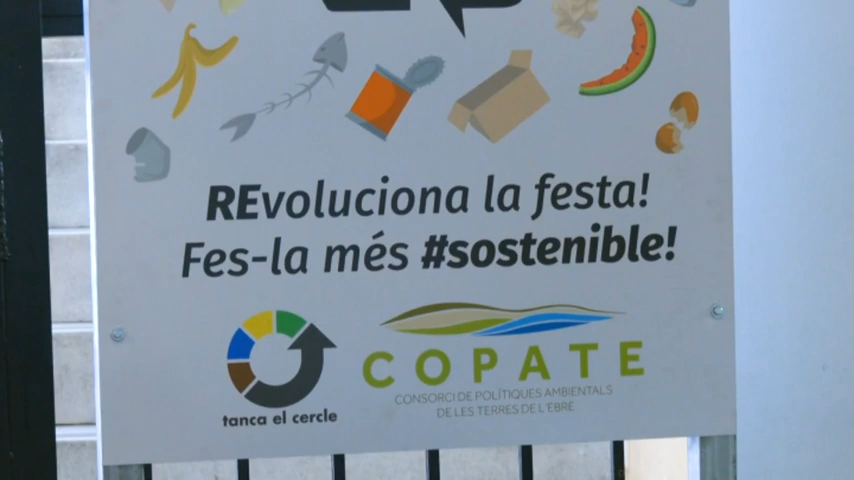 REvoluciona la festa!
Fes-la més #sostenible!
tanca el cercle
COPATE
CONSORCI DE POLÍTIQUES AMBIENTALS
DE LES TERRES DE L'EBRE